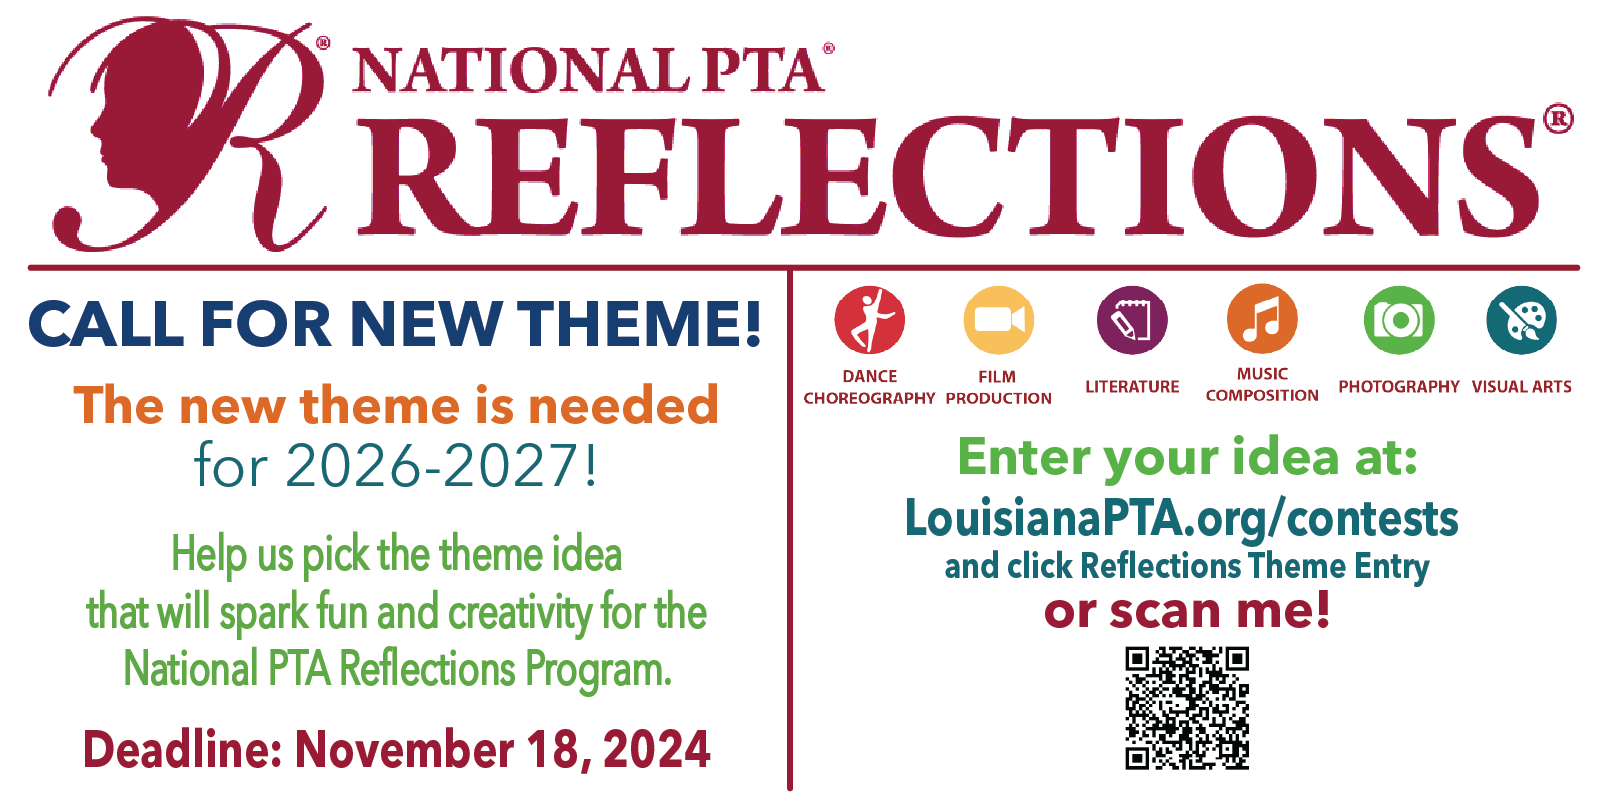 R®
NATIONAL PTA®
REFLECTIONS®
CALL FOR NEW THEME!
The new theme is needed
for 2026-2027!
Help us pick the theme idea
that will spark fun and creativity for the
National PTA Reflections Program.
Deadline: November 18, 2024
DANCE
CHOREOGRAPHY
FILM
PRODUCTION
LITERATURE
MUSIC
COMPOSITION
PHOTOGRAPHY
VISUAL ARTS
Enter your idea at:
LouisianaPTA.org/contests
and click Reflections Theme Entry
or scan me!